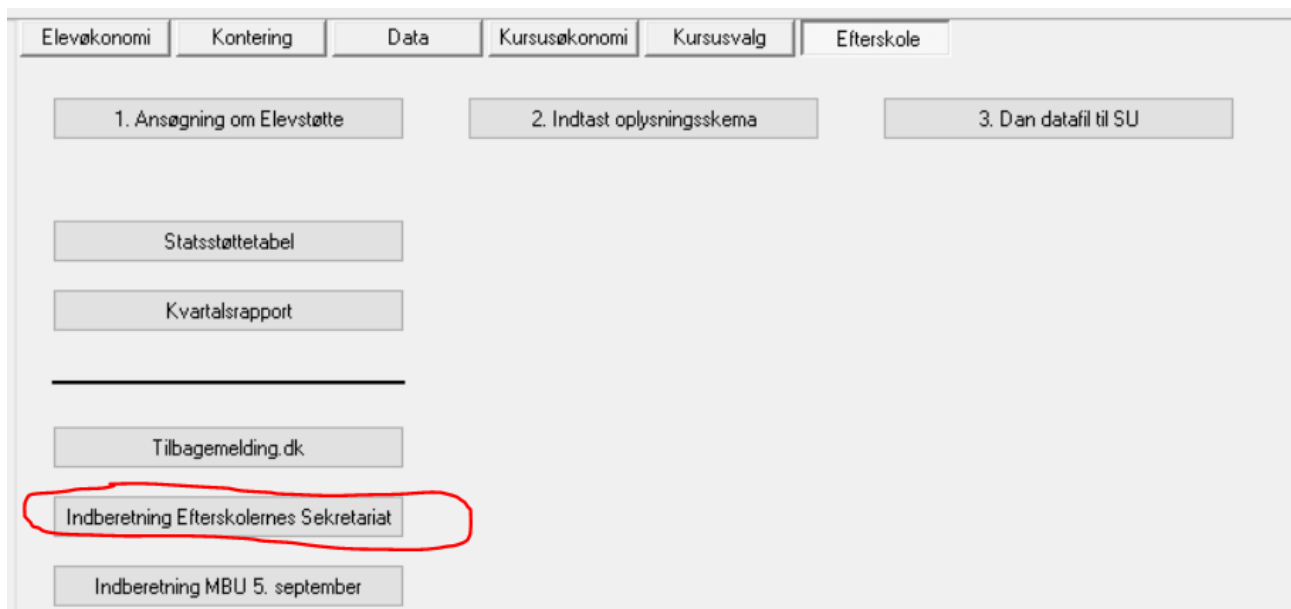 Elevøkonomi Kontering Data Kursusøkonomi Kursusvalg Efterskole
1. Ansøgning om Elevstøtte 2. Indtast oplysningsskema 3. Dan datafil til SU
Statsstøttetabel
Kvartalsrapport
Tilbagemelding.dk
Indberetning Efterskolernes Sekretariat
Indberetning MBU 5. september